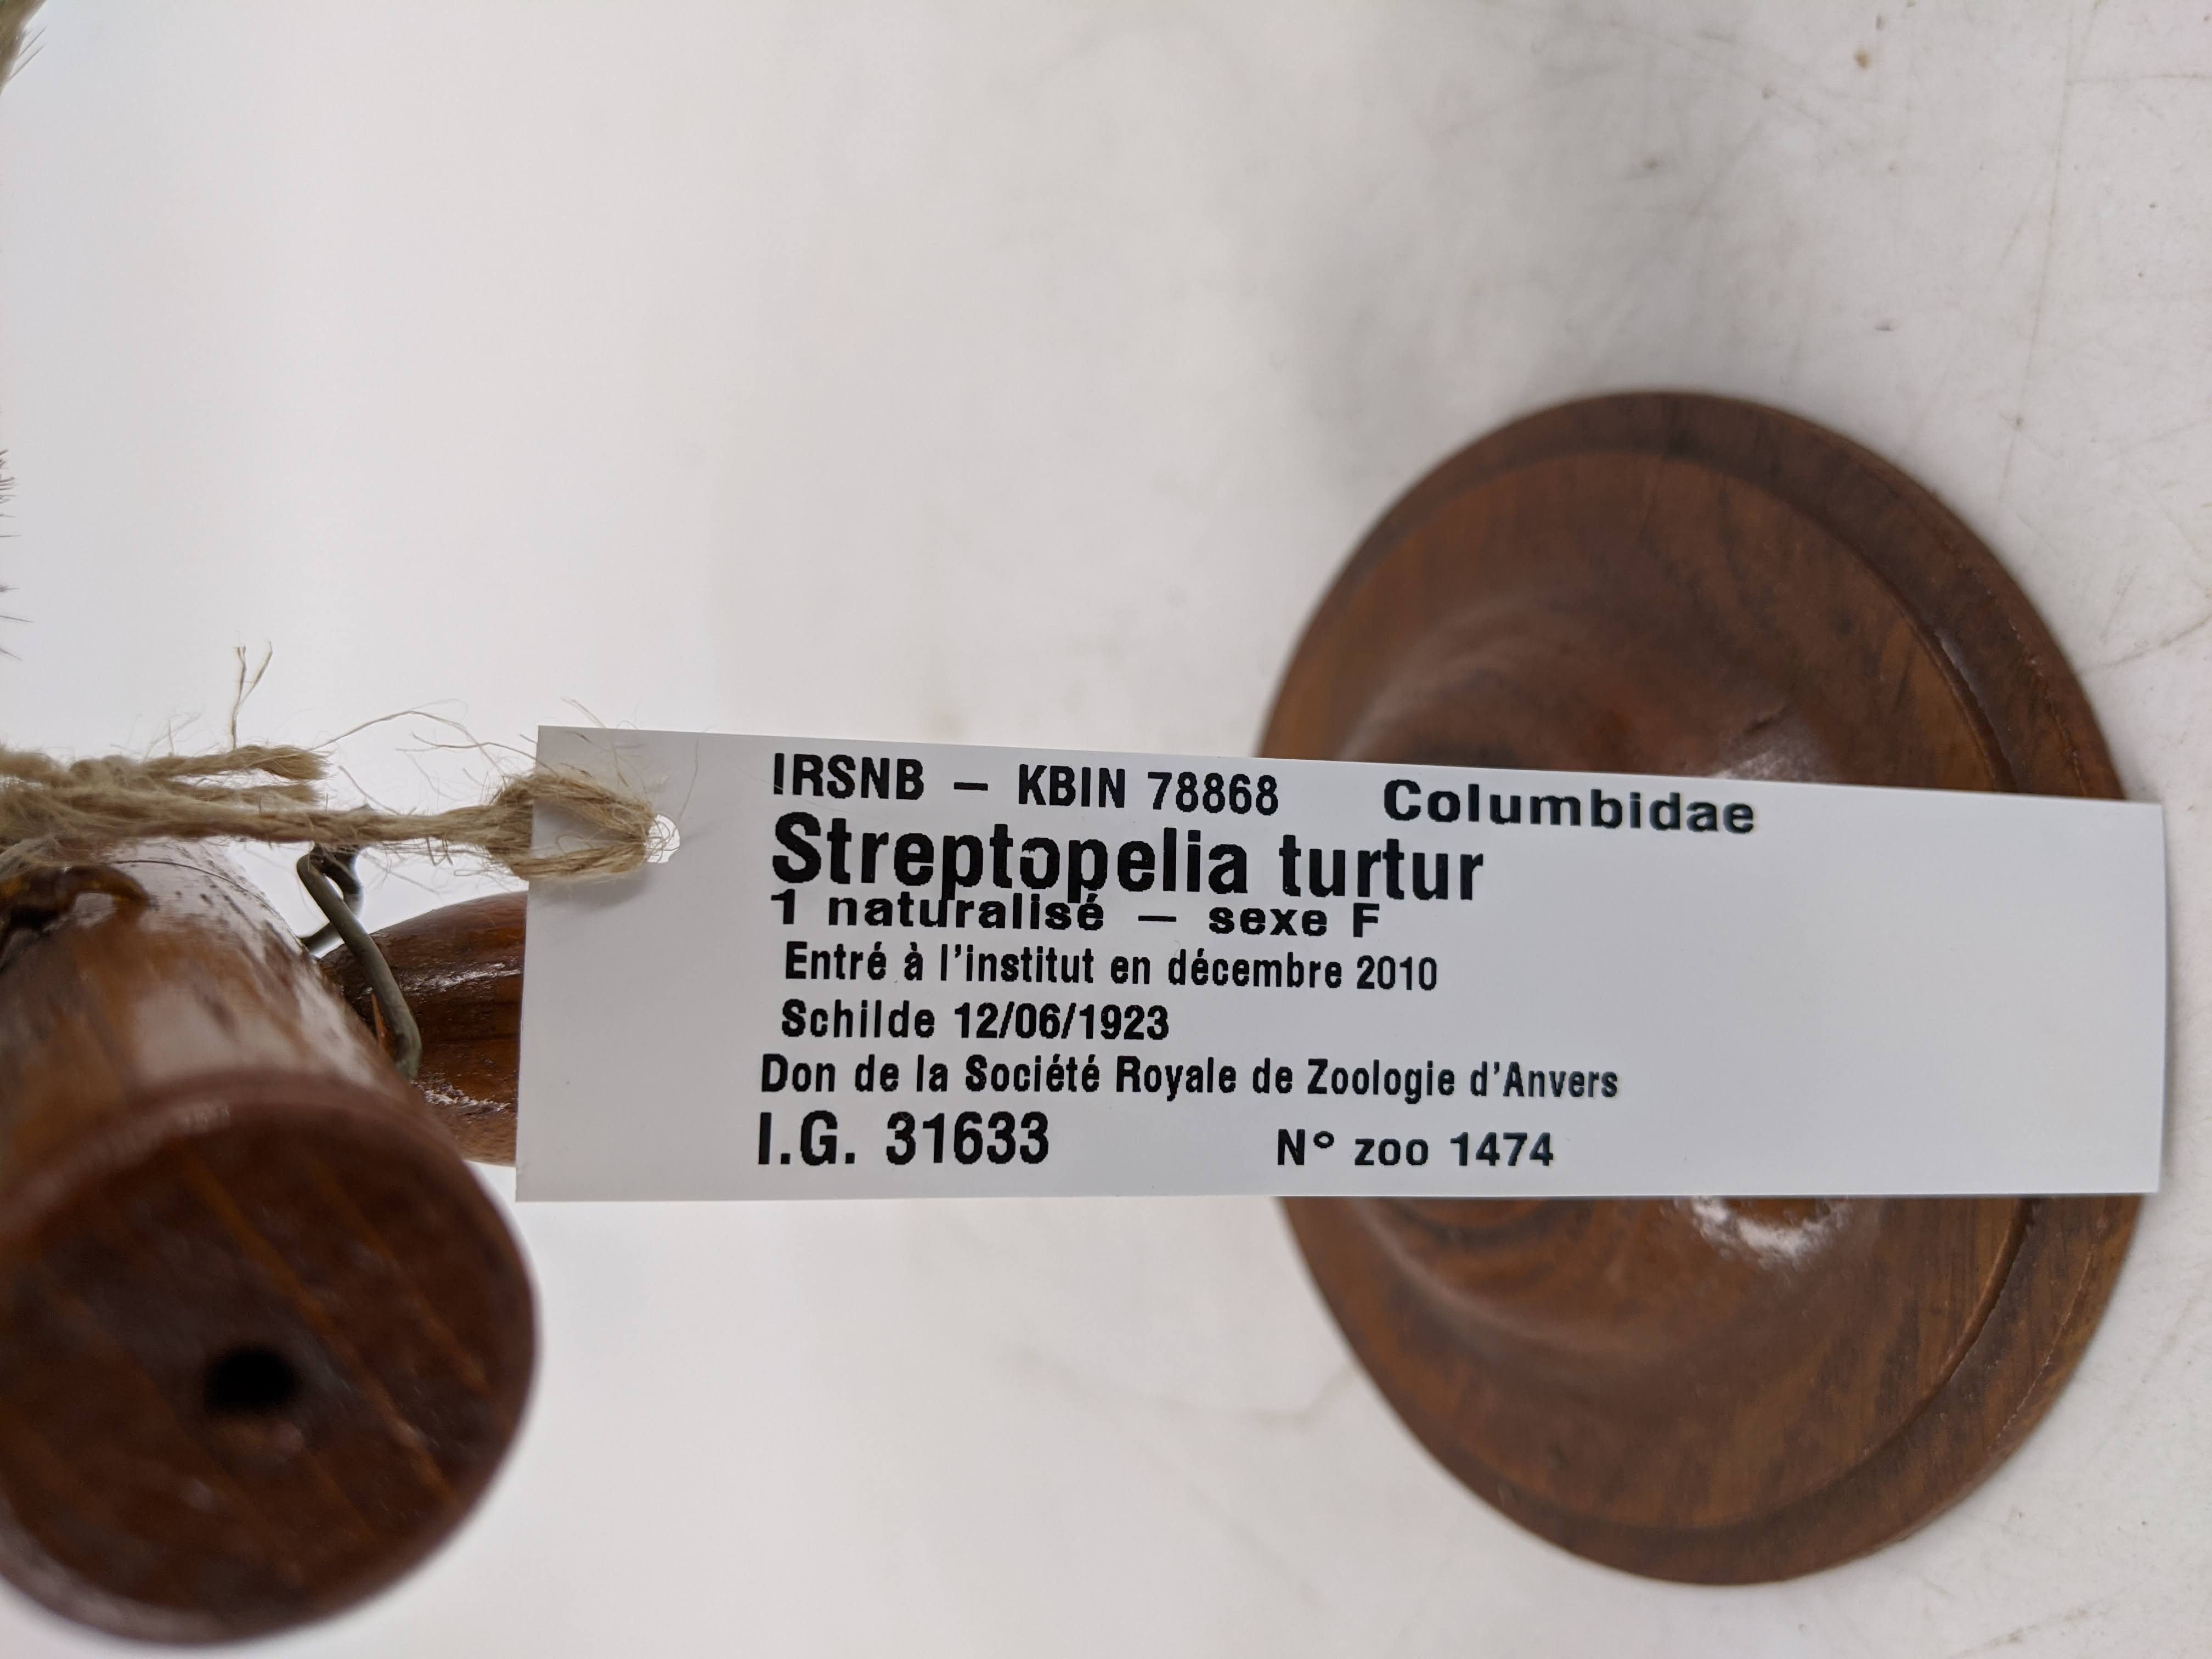 IRSNB — KBIN 78868 Columbidae
Streptopelia turtur
1 naturalisé — sexe F
Entré à l'institut en décembre 2010
Schilde 12/06/1923
Don de la Société Royale de Zoologie d'Anvers
I.G. 31633 N° zoo 1474